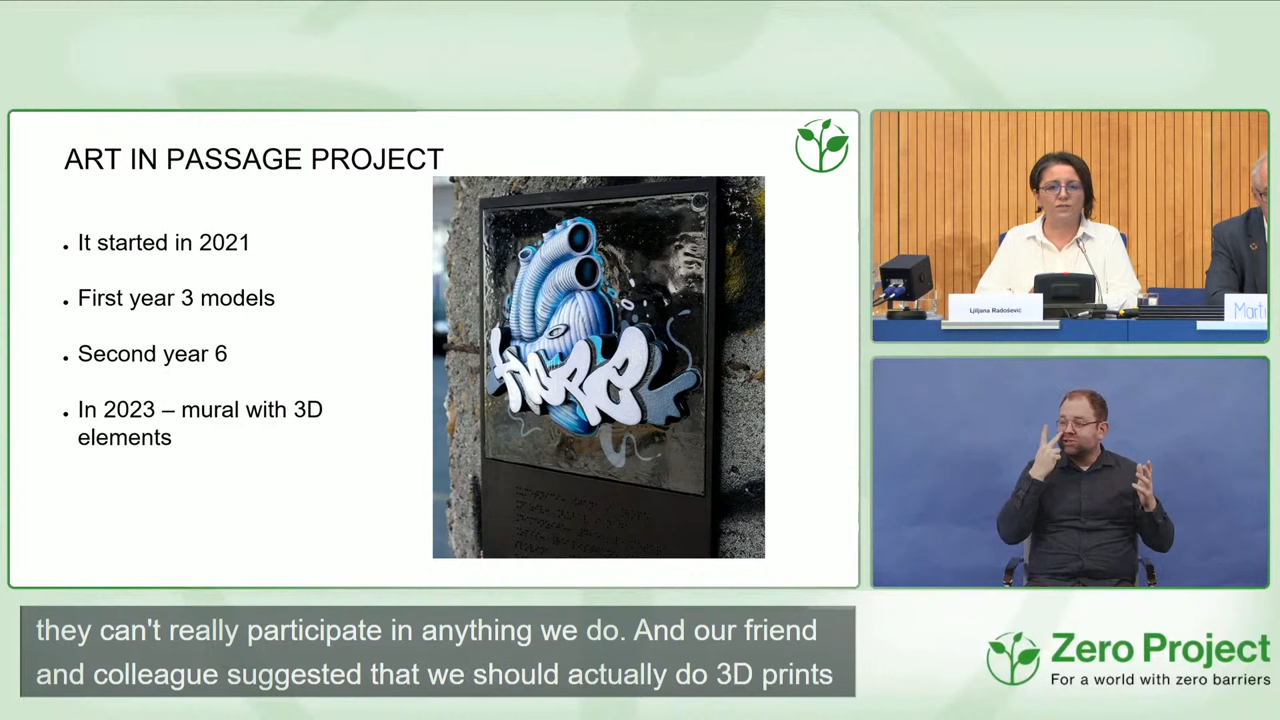 ART IN PASSAGE PROJECT
It started in 2021
First year 3 models
Second year 6
In 2023 – mural with 3D
elements
Ljiljana Radošević
they can't really participate in anything we do. And our friend
and colleague suggested that we should actually do 3D prints
Zero Project
For a world with zero barriers